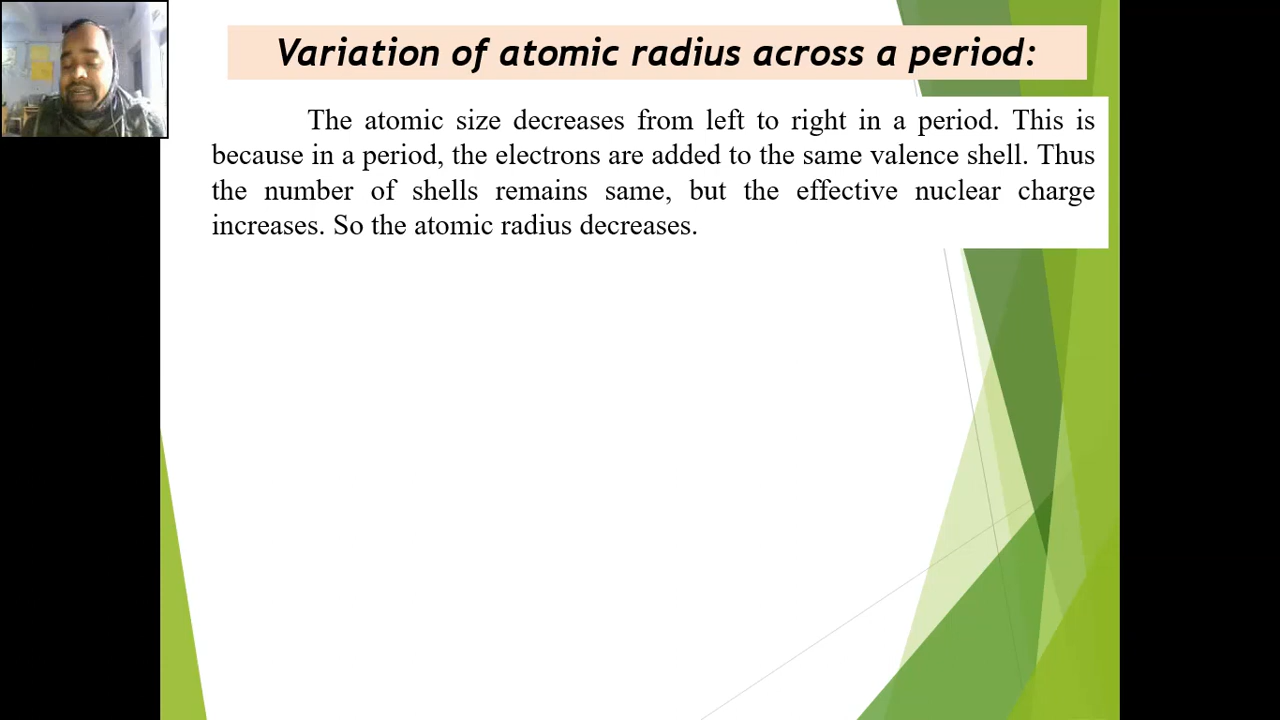 Variation of atomic radius across a period:
The atomic size decreases from left to right in a period. This is
because in a period, the electrons are added to the same valence shell. Thus
the number of shells remains same, but the effective nuclear charge
increases. So the atomic radius decreases.